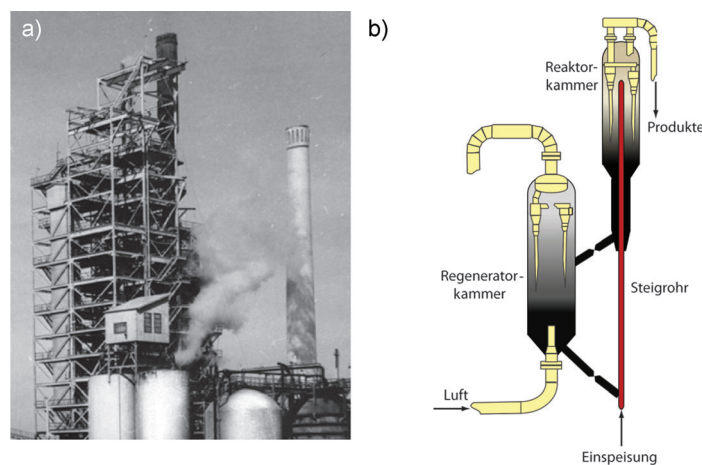 a)
b)
Reaktor-
kammer
Produkte
Regenerator-
kammer
Steigrohr
Luft
Einspeisung